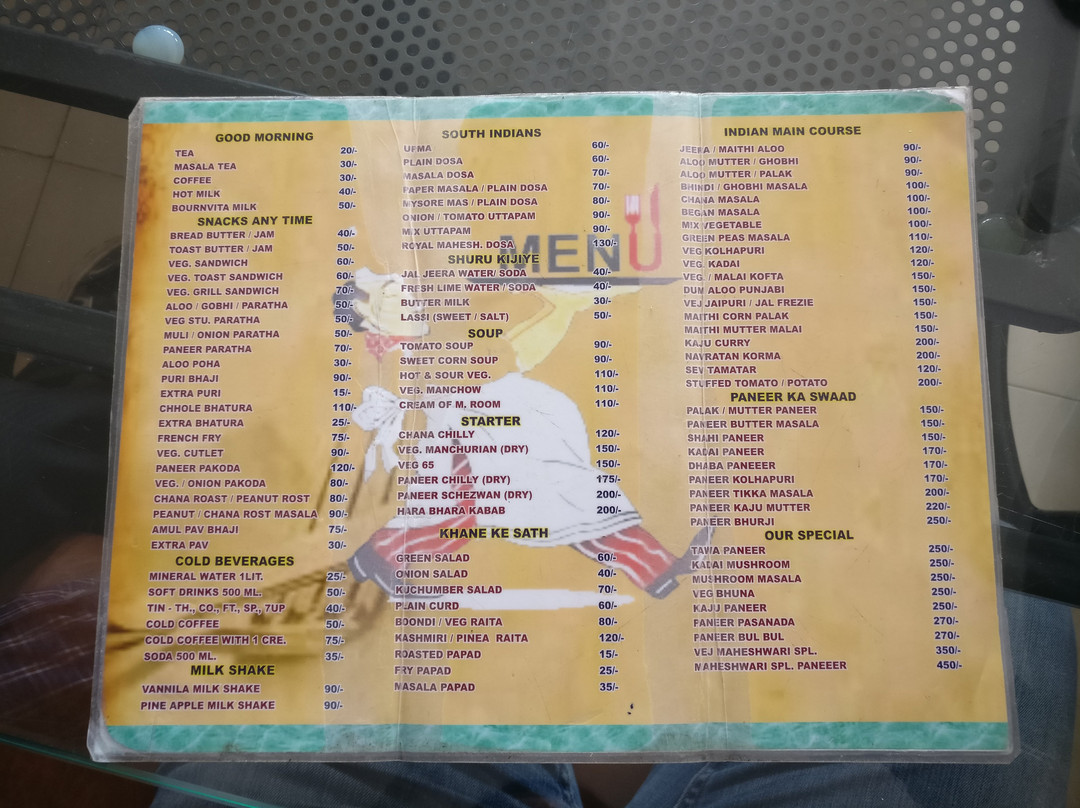 GOOD MORNING
TEA 20/-
MASALA TEA 30/-
COFFEE 30/-
HOT MILK 40/-
BOURNVITA MILK 50/-
SNACKS ANY TIME
BREAD BUTTER / JAM 40/-
TOAST BUTTER / JAM 50/-
VEG. SANDWICH 60/-
VEG. TOAST SANDWICH 60/-
VEG. GRILL SANDWICH 70/-
ALOO / GOBHI / PARATHA 50/-
VEG STU. PARATHA 50/-
MULI / ONION PARATHA 50/-
PANEER PARATHA 70/-
ALOO POHA 30/-
PURI BHAJI 90/-
EXTRA PURI 15/-
CHHOLE BHATURA 110/-
EXTRA BHATURA 25/-
FRENCH FRY 75/-
VEG. CUTLET 90/-
PANEER PAKODA 120/-
VEG. / ONION PAKODA 80/-
CHANA ROAST / PEANUT ROST 80/-
PEANUT / CHANA ROST MASALA 90/-
AMUL PAV BHAJI 75/-
EXTRA PAV 30/-
COLD BEVERAGES
MINERAL WATER 1LIT. 25/-
SOFT DRINKS 500 ML. 50/-
TIN - TH., CO., FT., SP., 7UP 40/-
COLD COFFEE 50/-
COLD COFFEE WITH 1 CRE. 75/-
SODA 500 ML. 35/-
MILK SHAKE
VANNILA MILK SHAKE 90/-
PINE APPLE MILK SHAKE 90/-
SOUTH INDIANS
UPMA 60/-
PLAIN DOSA 60/-
MASALA DOSA 70/-
PAPER MASALA / PLAIN DOSA 70/-
MYSORE MAS / PLAIN DOSA 80/-
ONION / TOMATO UTTAPAM 90/-
MIX UTTAPAM 90/-
ROYAL MAHESH. DOSA 130/-
MENU
SHURU KIJIYE
JAL JEERA WATER/ SODA 40/-
FRESH LIME WATER / SODA 40/-
BUTTER MILK 30/-
LASSI (SWEET / SALT) 50/-
SOUP
TOMATO SOUP 90/-
SWEET CORN SOUP 90/-
HOT & SOUR VEG. 110/-
VEG. MANCHOW 110/-
CREAM OF M. ROOM 110/-
STARTER
CHANA CHILLY 120/-
VEG. MANCHURIAN (DRY) 150/-
VEG 65 150/-
PANEER CHILLY (DRY) 175/-
PANEER SCHEZWAN (DRY) 200/-
HARA BHARA KABAB 200/-
KHANE KE SATH
GREEN SALAD 60/-
ONION SALAD 40/-
KUCHUMBER SALAD 70/-
PLAIN CURD 60/-
BOONDI / VEG RAITA 80/-
KASHMIRI / PINEA RAITA 120/-
ROASTED PAPAD 15/-
FRY PAPAD 25/-
MASALA PAPAD 35/-
INDIAN MAIN COURSE
JEERA / MAITHI ALOO 90/-
ALOO MUTTER / GHOBHI 90/-
ALOO MUTTER / PALAK 90/-
BHINDI / GHOBHI MASALA 100/-
CHANA MASALA 100/-
BEGAN MASALA 100/-
MIX VEGETABLE 100/-
GREEN PEAS MASALA 110/-
VEG KOLHAPURI 120/-
VEG. KADAI 120/-
VEG. / MALAI KOFTA 150/-
DUM ALOO PUNJABI 150/-
VEJ JAIPURI / JAL FREZIE 150/-
MAITHI CORN PALAK 150/-
MAITHI MUTTER MALAI 150/-
KAJU CURRY 200/-
NAVRATAN KORMA 200/-
SEV TAMATAR 120/-
STUFFED TOMATO / POTATO 200/-
PANEER KA SWAAD
PALAK / MUTTER PANEER 150/-
PANEER BUTTER MASALA 150/-
SHAHI PANEER 150/-
KADAI PANEER 170/-
DHABA PANEEER 170/-
PANEER KOLHAPURI 170/-
PANEER TIKKA MASALA 200/-
PANEER KAJU MUTTER 220/-
PANEER BHURJI 250/-
OUR SPECIAL
TAWA PANEER 250/-
KADAI MUSHROOM 250/-
MUSHROOM MASALA 250/-
VEG BHUNA 250/-
KAJU PANEER 250/-
PANEER PASANADA 270/-
PANEER BUL BUL 270/-
VEJ MAHESHWARI SPL. 350/-
MAHESHWARI SPL. PANEEER 450/-